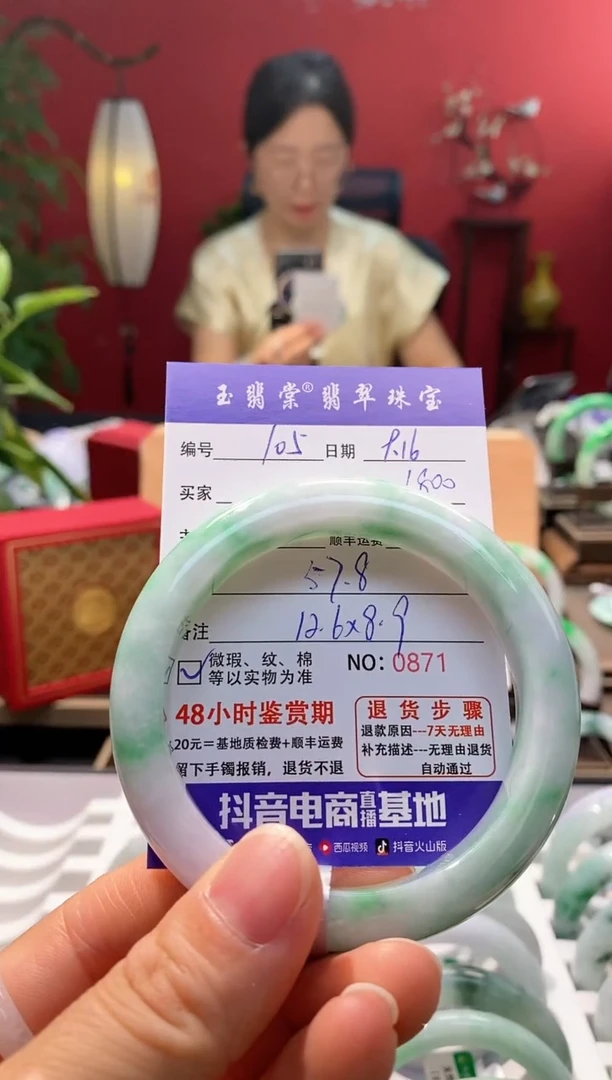 玉翡棠®翡翠珠宝
编号 105 日期 9.16
买家 1800
顺丰运费
57.8
备注 12.6x8.9
微瑕、纹、棉
等以实物为准
NO: 0871
48小时鉴赏期
20元=基地质检费+顺丰运费
留下手镯报销，退货不退
退货步骤
退款原因---7天无理由
补充描述---无理由退货
自动通过
抖音电商直播基地
西瓜视频 抖音火山版